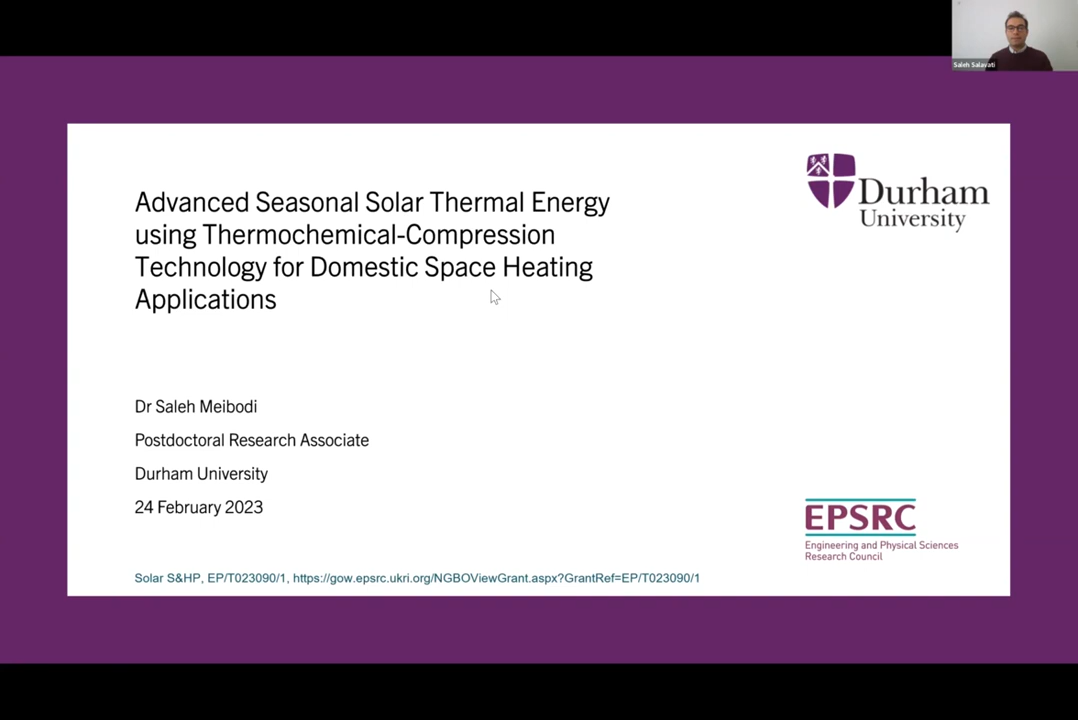 Saleh Salavati
Durham
University
Advanced Seasonal Solar Thermal Energy
using Thermochemical-Compression
Technology for Domestic Space Heating
Applications
Dr Saleh Meibodi
Postdoctoral Research Associate
Durham University
24 February 2023
EPSRC
Engineering and Physical Sciences
Research Council
Solar S&HP, EP/T023090/1, https://gow.epsrc.ukri.org/NGBOViewGrant.aspx?GrantRef=EP/T023090/1